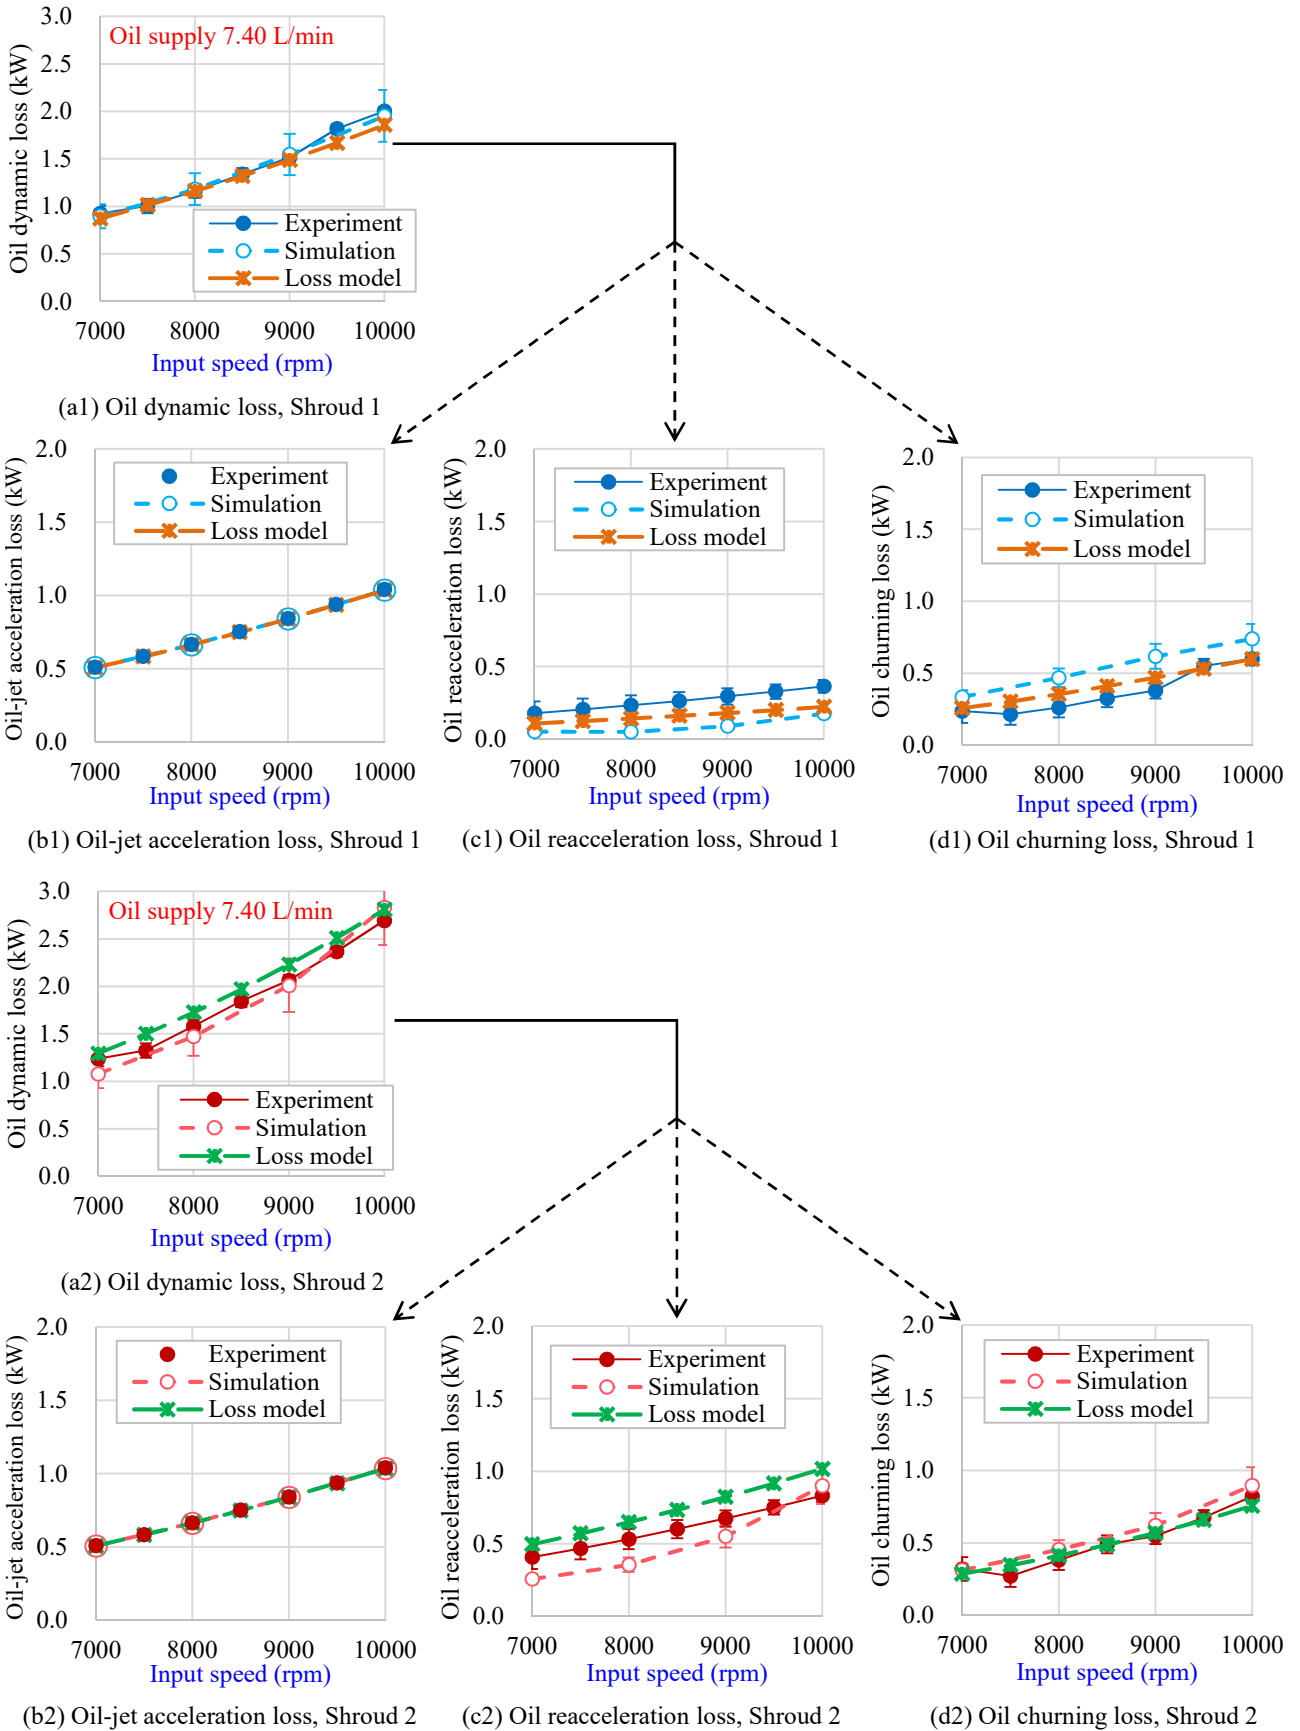 Oil dynamic loss (kW)
3.0
2.5
2.0
1.5
1.0
0.5
0.0
Oil supply 7.40 L/min
Experiment
Simulation
Loss model
7000 8000 9000 10000
Input speed (rpm)
(a1) Oil dynamic loss, Shroud 1
Oil-jet acceleration loss (kW)
2.0
1.5
1.0
0.5
0.0
Experiment
Simulation
Loss model
7000 8000 9000 10000
Input speed (rpm)
(b1) Oil-jet acceleration loss, Shroud 1
Oil reacceleration loss (kW)
2.0
1.5
1.0
0.5
0.0
Experiment
Simulation
Loss model
7000 8000 9000 10000
Input speed (rpm)
(c1) Oil reacceleration loss, Shroud 1
Oil churning loss (kW)
2.0
1.5
1.0
0.5
0.0
Experiment
Simulation
Loss model
7000 8000 9000 10000
Input speed (rpm)
(d1) Oil churning loss, Shroud 1
Oil dynamic loss (kW)
3.0
2.5
2.0
1.5
1.0
0.5
0.0
Oil supply 7.40 L/min
Experiment
Simulation
Loss model
7000 8000 9000 10000
Input speed (rpm)
(a2) Oil dynamic loss, Shroud 2
Oil-jet acceleration loss (kW)
2.0
1.5
1.0
0.5
0.0
Experiment
Simulation
Loss model
7000 8000 9000 10000
Input speed (rpm)
(b2) Oil-jet acceleration loss, Shroud 2
Oil reacceleration loss (kW)
2.0
1.5
1.0
0.5
0.0
Experiment
Simulation
Loss model
7000 8000 9000 10000
Input speed (rpm)
(c2) Oil reacceleration loss, Shroud 2
Oil churning loss (kW)
2.0
1.5
1.0
0.5
0.0
Experiment
Simulation
Loss model
7000 8000 9000 10000
Input speed (rpm)
(d2) Oil churning loss, Shroud 2